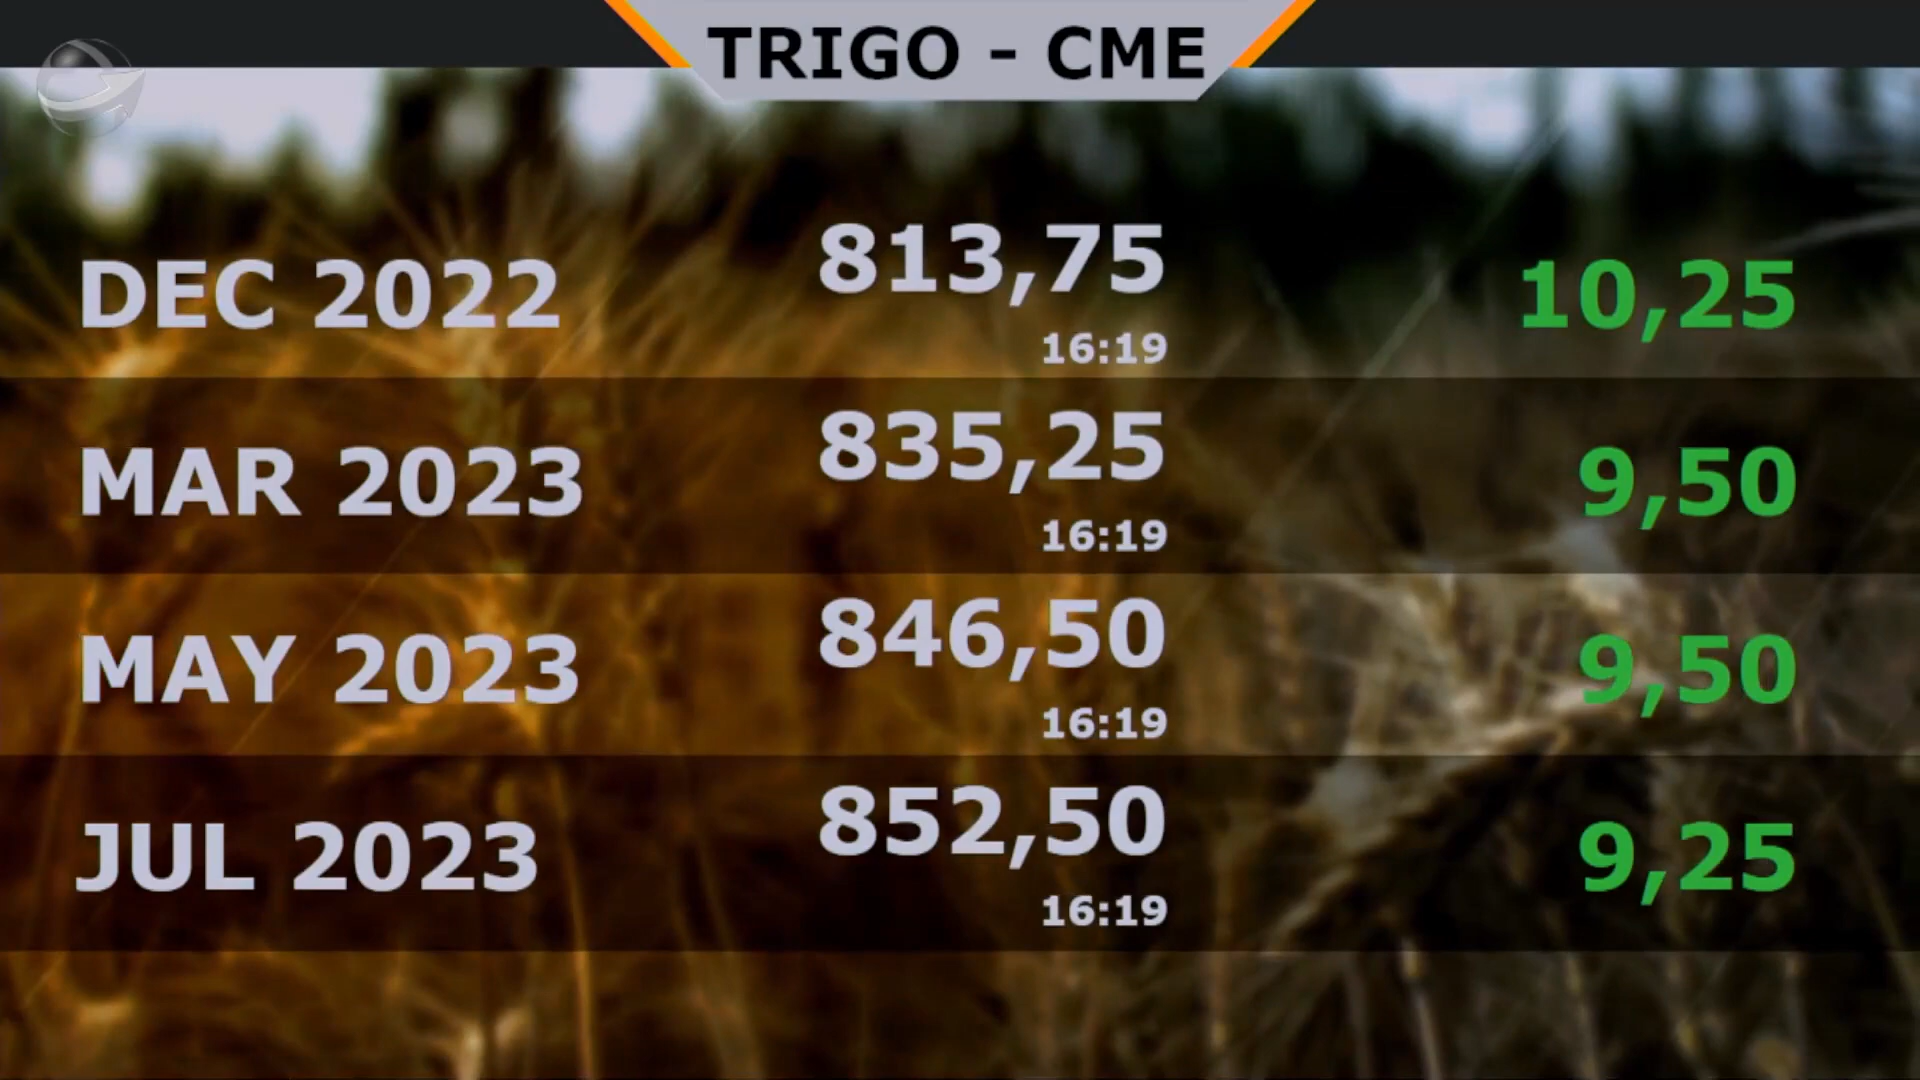 TRIGO - CME
DEC 2022 813,75 10,25
16:19
MAR 2023 835,25 9,50
16:19
MAY 2023 846,50 9,50
16:19
JUL 2023 852,50 9,25
16:19